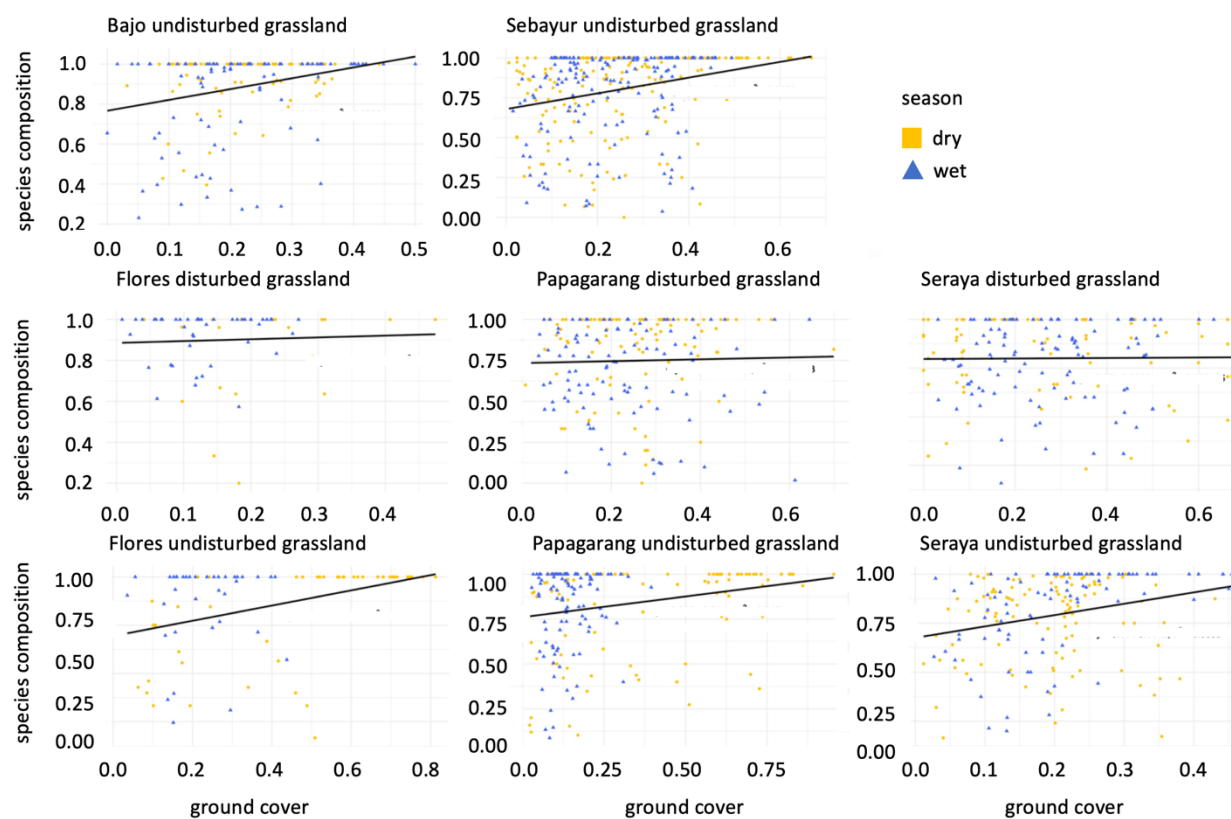 Bajo undisturbed grassland
Sebayur undisturbed grassland
species composition
1.0
0.8
0.6
0.4
0.2
0.0 0.1 0.2 0.3 0.4 0.5
1.00
0.75
0.50
0.25
0.00
0.0 0.2 0.4 0.6
season
dry
wet
Flores disturbed grassland
Papagarang disturbed grassland
Seraya disturbed grassland
species composition
1.0
0.8
0.6
0.4
0.2
0.0 0.1 0.2 0.3 0.4
1.00
0.75
0.50
0.25
0.00
0.0 0.2 0.4 0.6
0.0 0.2 0.4 0.6
Flores undisturbed grassland
Papagarang undisturbed grassland
Seraya undisturbed grassland
species composition
1.00
0.75
0.50
0.25
0.00
0.0 0.2 0.4 0.6 0.8
ground cover
1.00
0.75
0.50
0.25
0.00
0.0 0.25 0.50 0.75
ground cover
1.00
0.75
0.50
0.25
0.00
0.0 0.1 0.2 0.3 0.4
ground cover